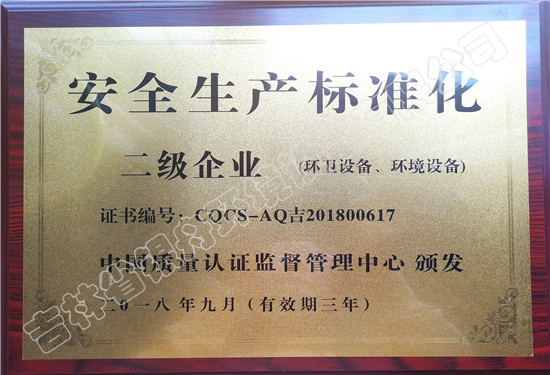 安全生产标准化
二级企业 (环卫设备、环境设备)
证书编号：CQCS-AQ吉201800617
中国质量认证监督管理中心 颁发
二0一八年九月（有效期三年）